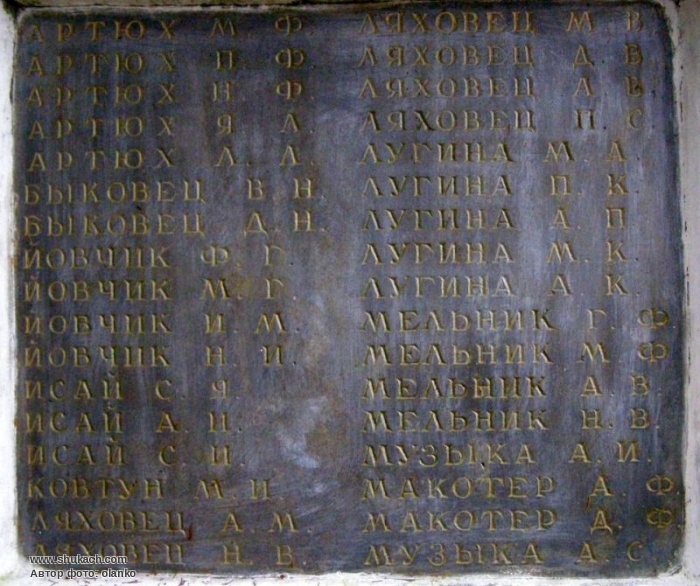 АРТЮХ М. Ф.
АРТЮХ П. Ф.
АРТЮХ Н. Ф.
АРТЮХ Я. Л.
АРТЮХ Л. Л.
БЫКОВЕЦ В. Н.
БЫКОВЕЦ Д. Н.
ЙОВЧИК Ф. Г.
ЙОВЧИК М. Г.
ЙОВЧИК И. М.
ЙОВЧИК Н. И.
ИСАЙ С. Я.
ИСАЙ А. И.
ИСАЙ С. И.
КОВТУН М. И.
ЛЯХОВЕЦ А. М.
ЛЯХОВЕЦ Н. В.
ЛЯХОВЕЦ М. В.
ЛЯХОВЕЦ Д. В.
ЛЯХОВЕЦ А. В.
ЛЯХОВЕЦ П. С.
ЛУГИНА М. А.
ЛУГИНА П. К.
ЛУГИНА А. П.
ЛУГИНА М. К.
ЛУГИНА А. К.
МЕЛЬНИК Г. Ф.
МЕЛЬНИК М. Ф.
МЕЛЬНИК А. В.
МЕЛЬНИК Н. В.
МУЗЫКА А. И.
МАКОТЕР А. Ф.
МАКОТЕР Д. Ф.
МУЗЫКА А. С.
www.shukach.com
Автор фото: olanko